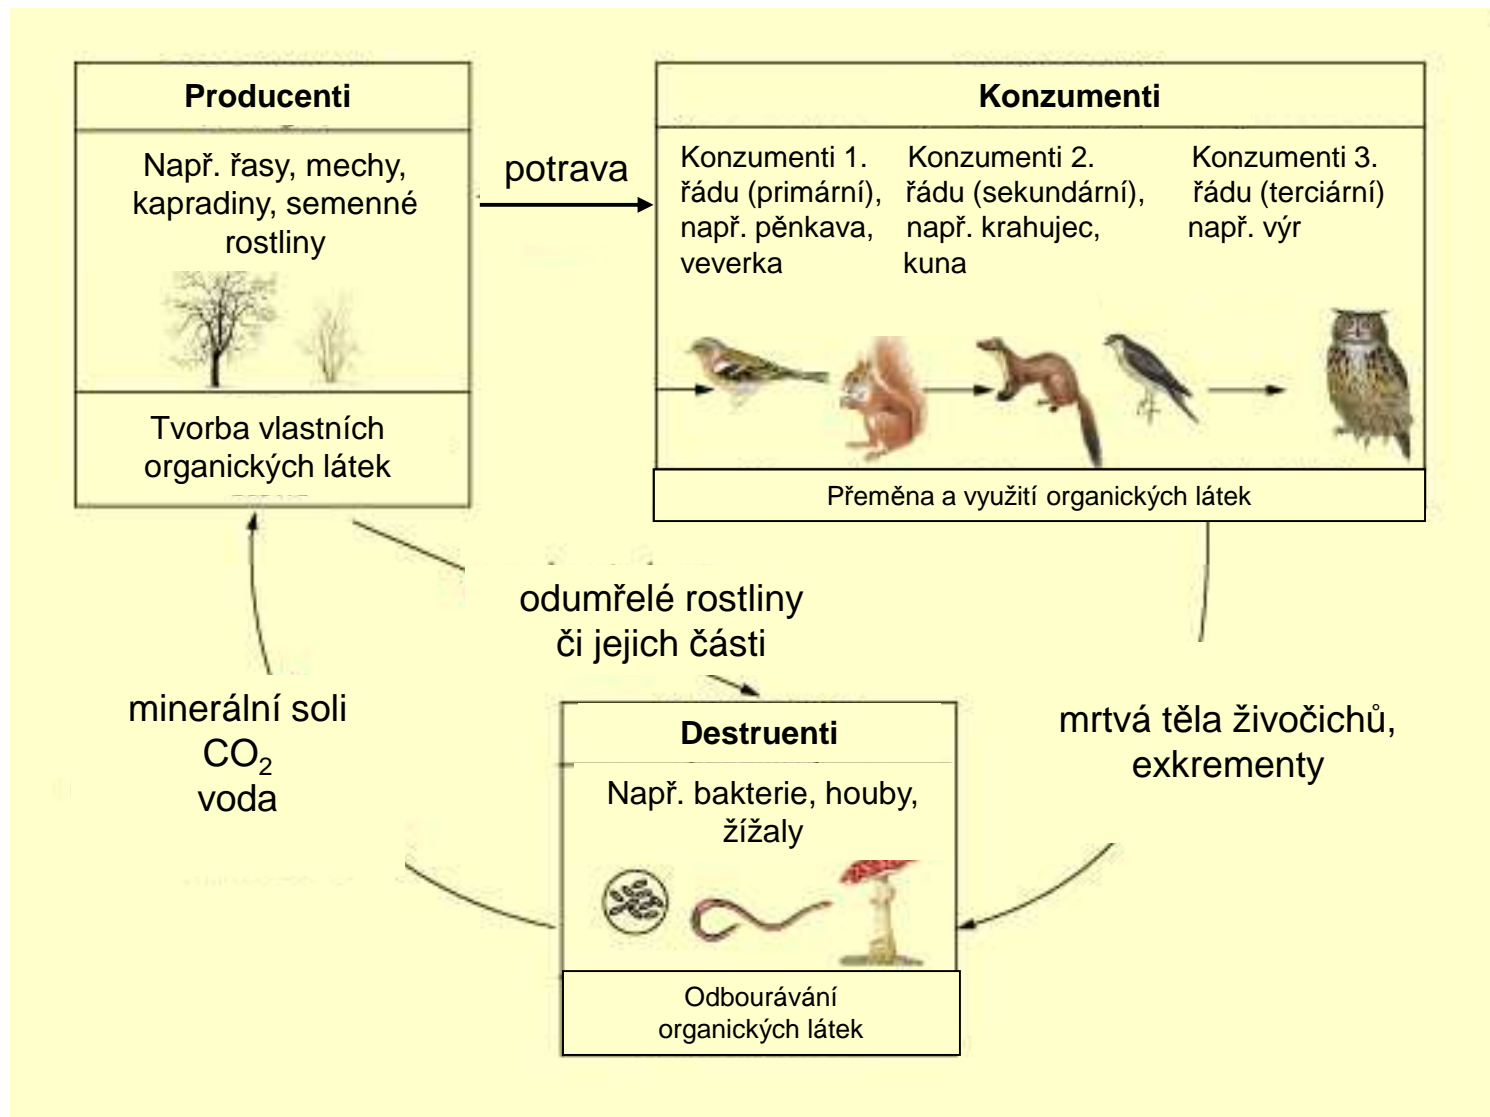 Producenti
Např. řasy, mechy,
kapradiny, semenné
rostliny
Tvorba vlastních
organických látek
potrava
Konzumenti
Konzumenti 1.
řádu (primární),
např. pěnkava,
veverka
Konzumenti 2.
řádu (sekundární),
např. krahujec,
kuna
Konzumenti 3.
řádu (terciární)
např. výr
Přeměna a využití organických látek
odumřelé rostliny
či jejich části
minerální soli
CO₂
voda
mrtvá těla živočichů,
exkrementy
Destruenti
Např. bakterie, houby,
žížaly
Odbourávání
organických látek